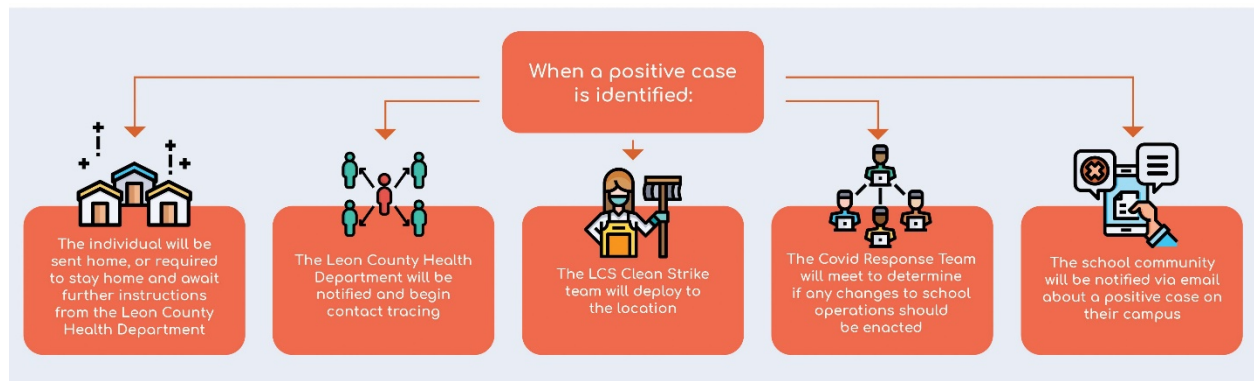 When a positive case
is identified:
The individual will be
sent home, or required
to stay home and await
further instructions
from the Leon County
Health Department
The Leon County Health
Department will be
notified and begin
contact tracing
The LCS Clean Strike
team will deploy to
the location
The Covid Response Team
will meet to determine
if any changes to school
operations should
be enacted
The school community
will be notified via email
about a positive case on
their campus